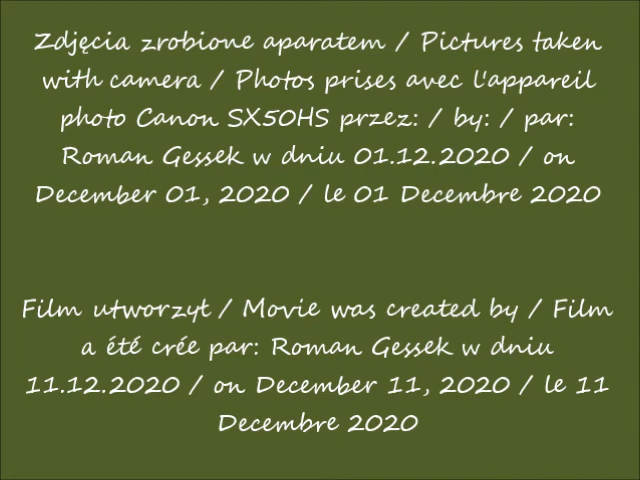 Zdjęcia zrobione aparatem / Pictures taken
with camera / Photos prises avec l'appareil
photo Canon SX50HS przez: / by: / par:
Roman Gessek w dniu 01.12.2020 / on
December 01, 2020 / le 01 Decembre 2020
Film utworzył / Movie was created by / Film
a été crée par: Roman Gessek w dniu
11.12.2020 / on December 11, 2020 / le 11
Decembre 2020